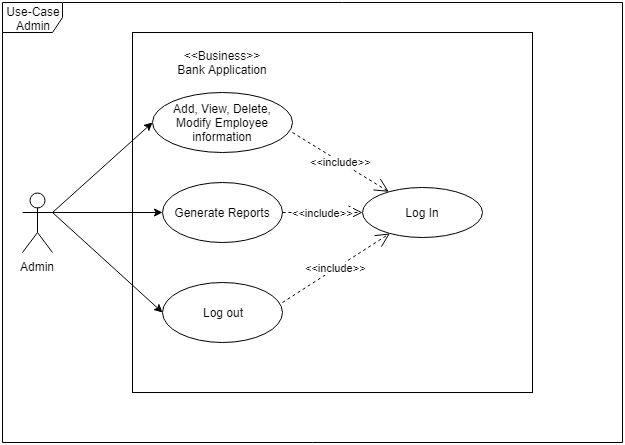 Use-Case
Admin
<<Business>>
Bank Application
Add, View, Delete,
Modify Employee
information
<<include>>
Generate Reports
<<include>>
Log In
Admin
<<include>>
Log out